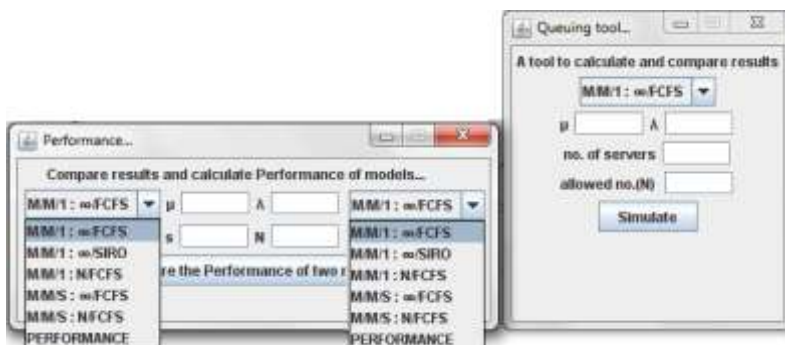 Performance...
Compare results and calculate Performance of models...
M/M/1 : ∞/FCFS μ λ M/M/1 : ∞/FCFS
M/M/1 : ∞/FCFS s N M/M/1 : ∞/FCFS
M/M/1 : ∞/SIRO M/M/1 : ∞/SIRO
M/M/1 : N/FCFS re the Performance of two M/M/1 : N/FCFS
M/M/S : ∞/FCFS M/M/S : ∞/FCFS
M/M/S : N/FCFS M/M/S : N/FCFS
PERFORMANCE PERFORMANCE
Queuing tool...
A tool to calculate and compare results
M/M/1 : ∞/FCFS
μ λ
no. of servers
allowed no.(N)
Simulate